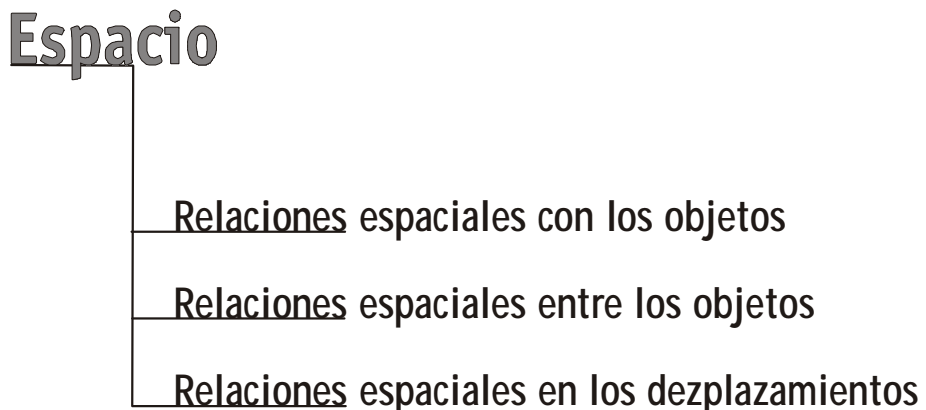 Espacio
Relaciones espaciales con los objetos
Relaciones espaciales entre los objetos
Relaciones espaciales en los dezplazamientos